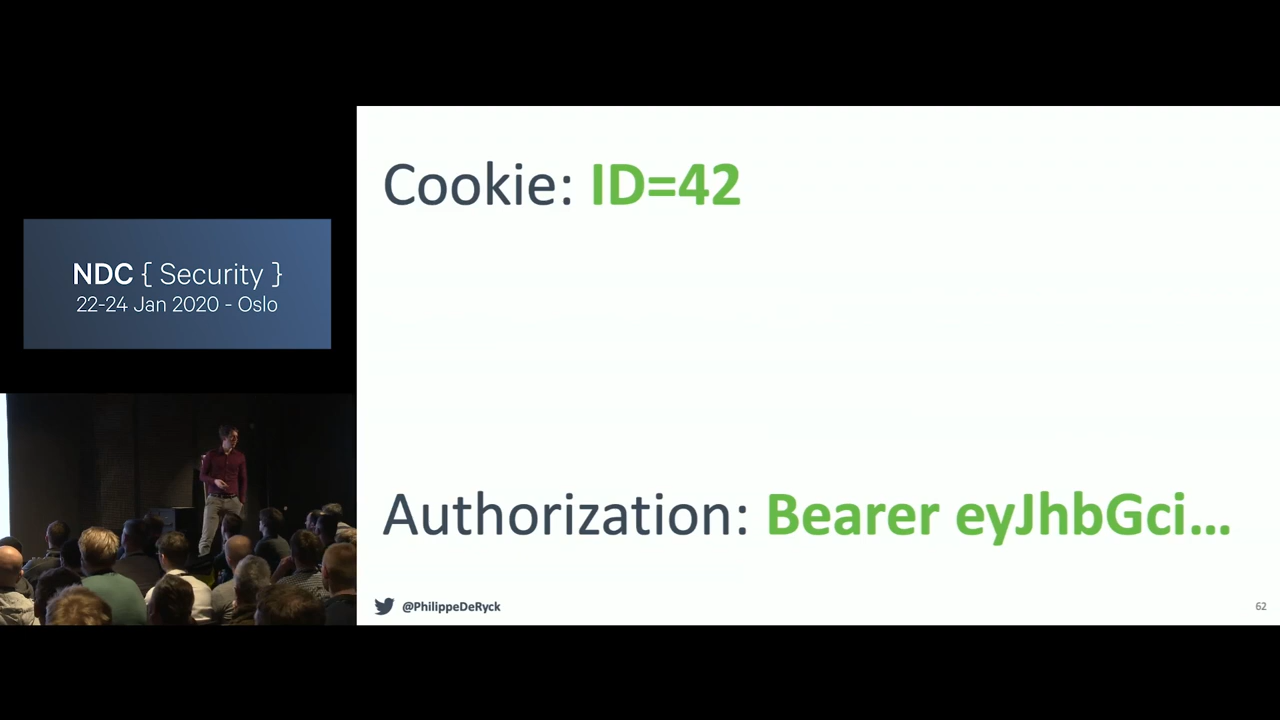 Cookie: ID=42
NDC { Security }
22-24 Jan 2020 - Oslo
Authorization: Bearer eyJhbGci...
@PhilippeDeRyck
62